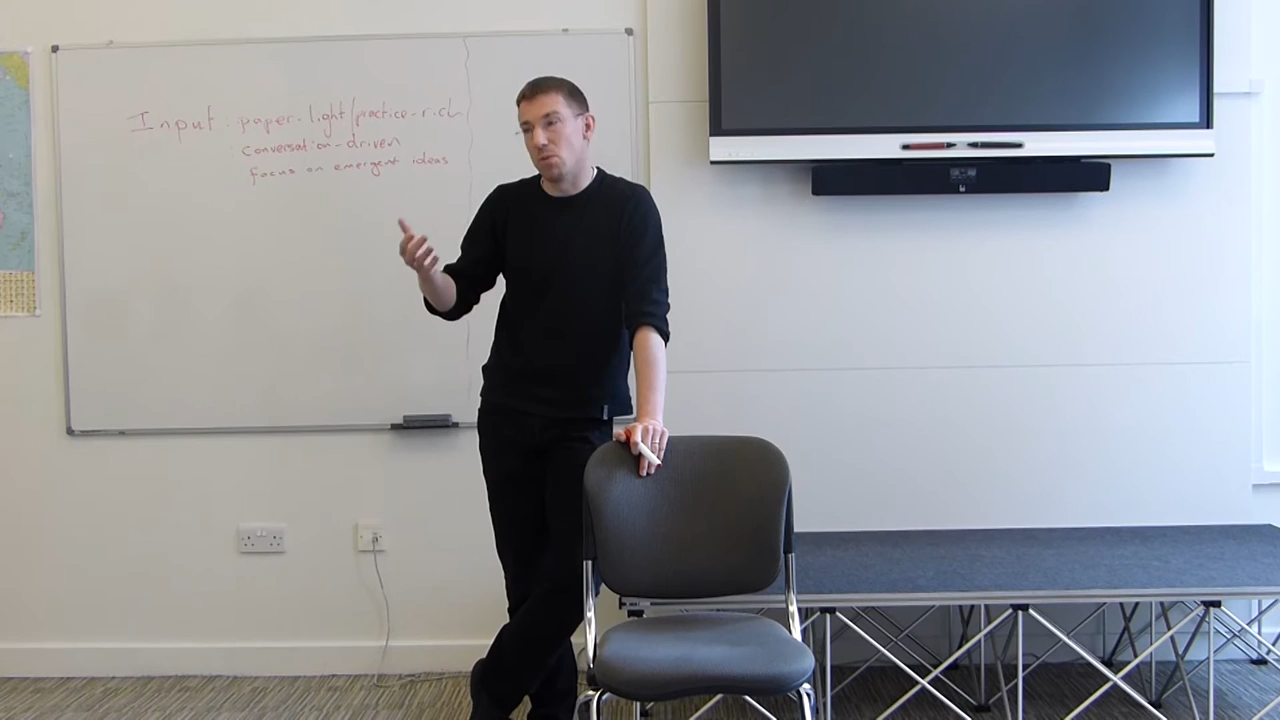 Input : paper-light/practice-rich
: conversation-driven
focus on emergent ideas